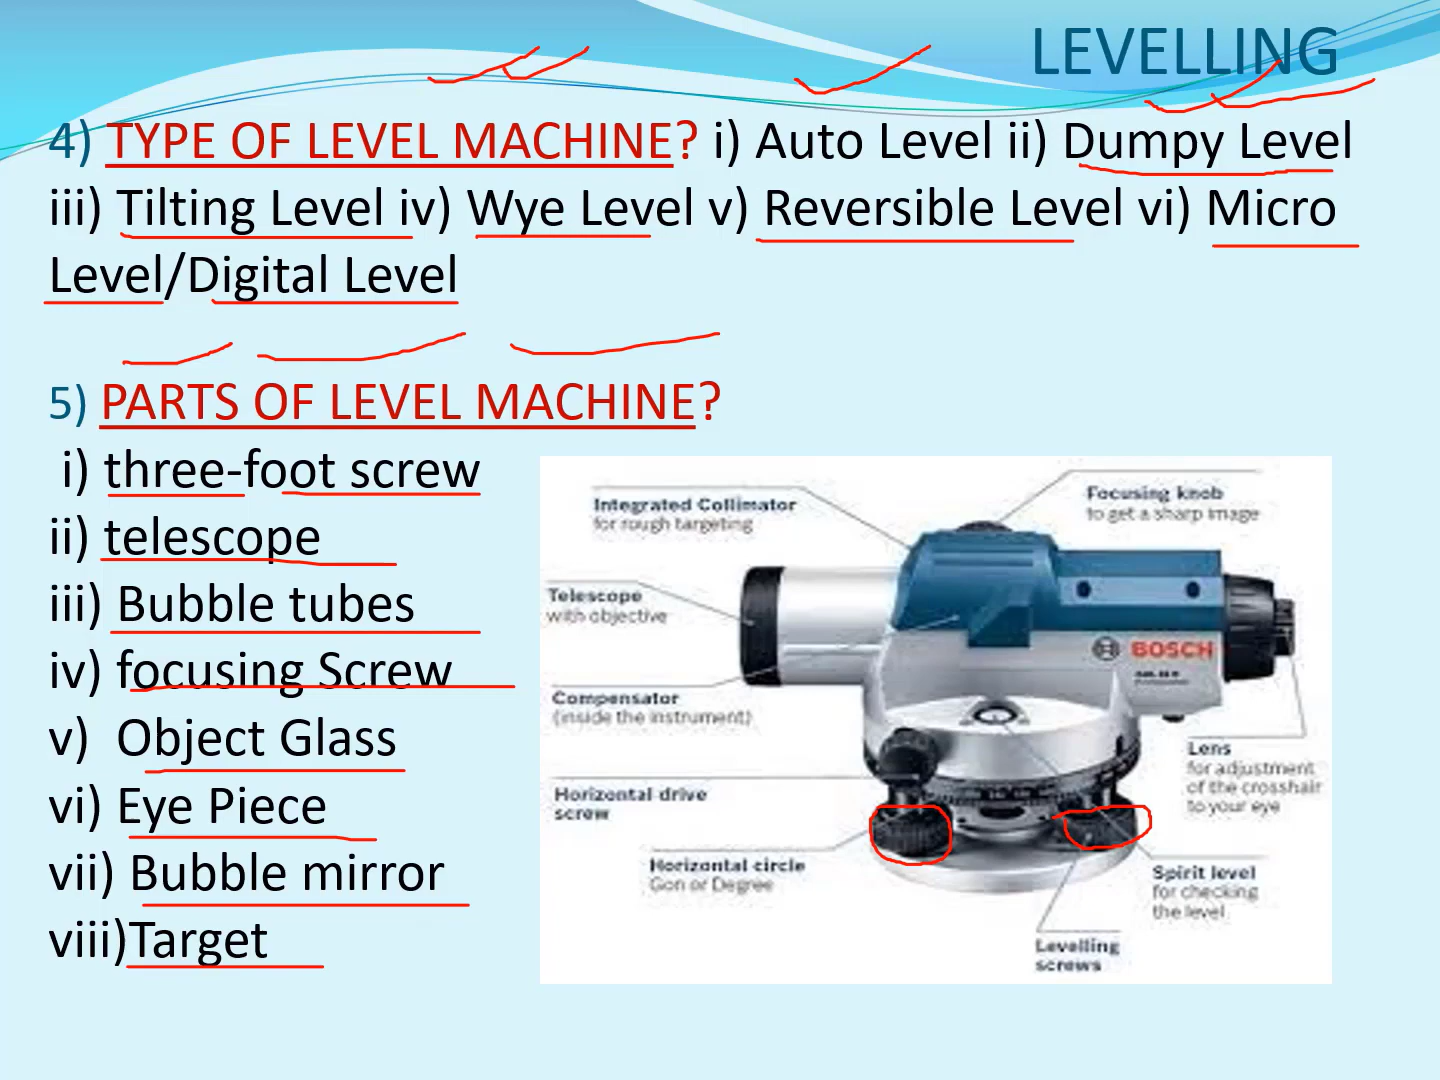 LEVELLING
4) TYPE OF LEVEL MACHINE? i) Auto Level ii) Dumpy Level
iii) Tilting Level iv) Wye Level v) Reversible Level vi) Micro
Level/Digital Level
5) PARTS OF LEVEL MACHINE?
i) three-foot screw
ii) telescope
iii) Bubble tubes
iv) focusing Screw
v) Object Glass
vi) Eye Piece
vii) Bubble mirror
viii)Target
Integrated Collimator
for rough targeting
Focusing knob
to get a sharp image
Telescope
with objective
BOSCH
Compensator
(inside the instrument)
Lens
for adjustment
of the crosshair
to your eye
Horizontal drive
screw
Horizontal circle
Gon or Degree
Spirit level
for checking
the level
Levelling
screws